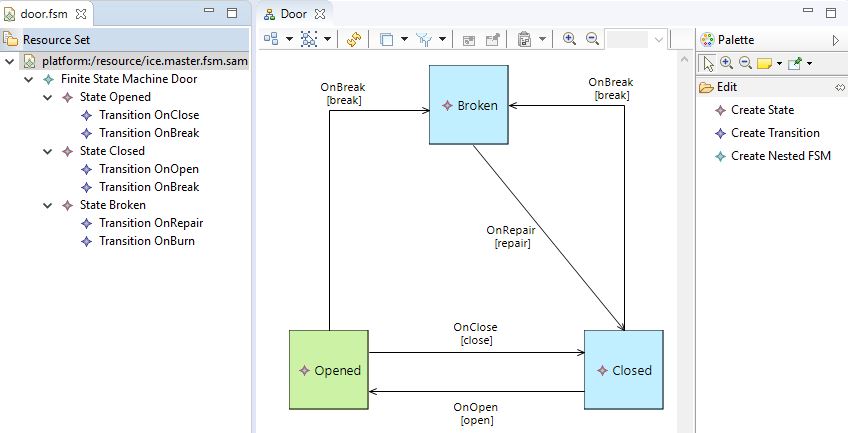 door.fsm
Resource Set
platform:/resource/ice.master.fsm.sam
Finite State Machine Door
State Opened
Transition OnClose
Transition OnBreak
State Closed
Transition OnOpen
Transition OnBreak
State Broken
Transition OnRepair
Transition OnBurn
Door
OnBreak
[break]
Broken
OnBreak
[break]
OnRepair
[repair]
OnClose
[close]
Opened
Closed
OnOpen
[open]
Palette
Edit
Create State
Create Transition
Create Nested FSM